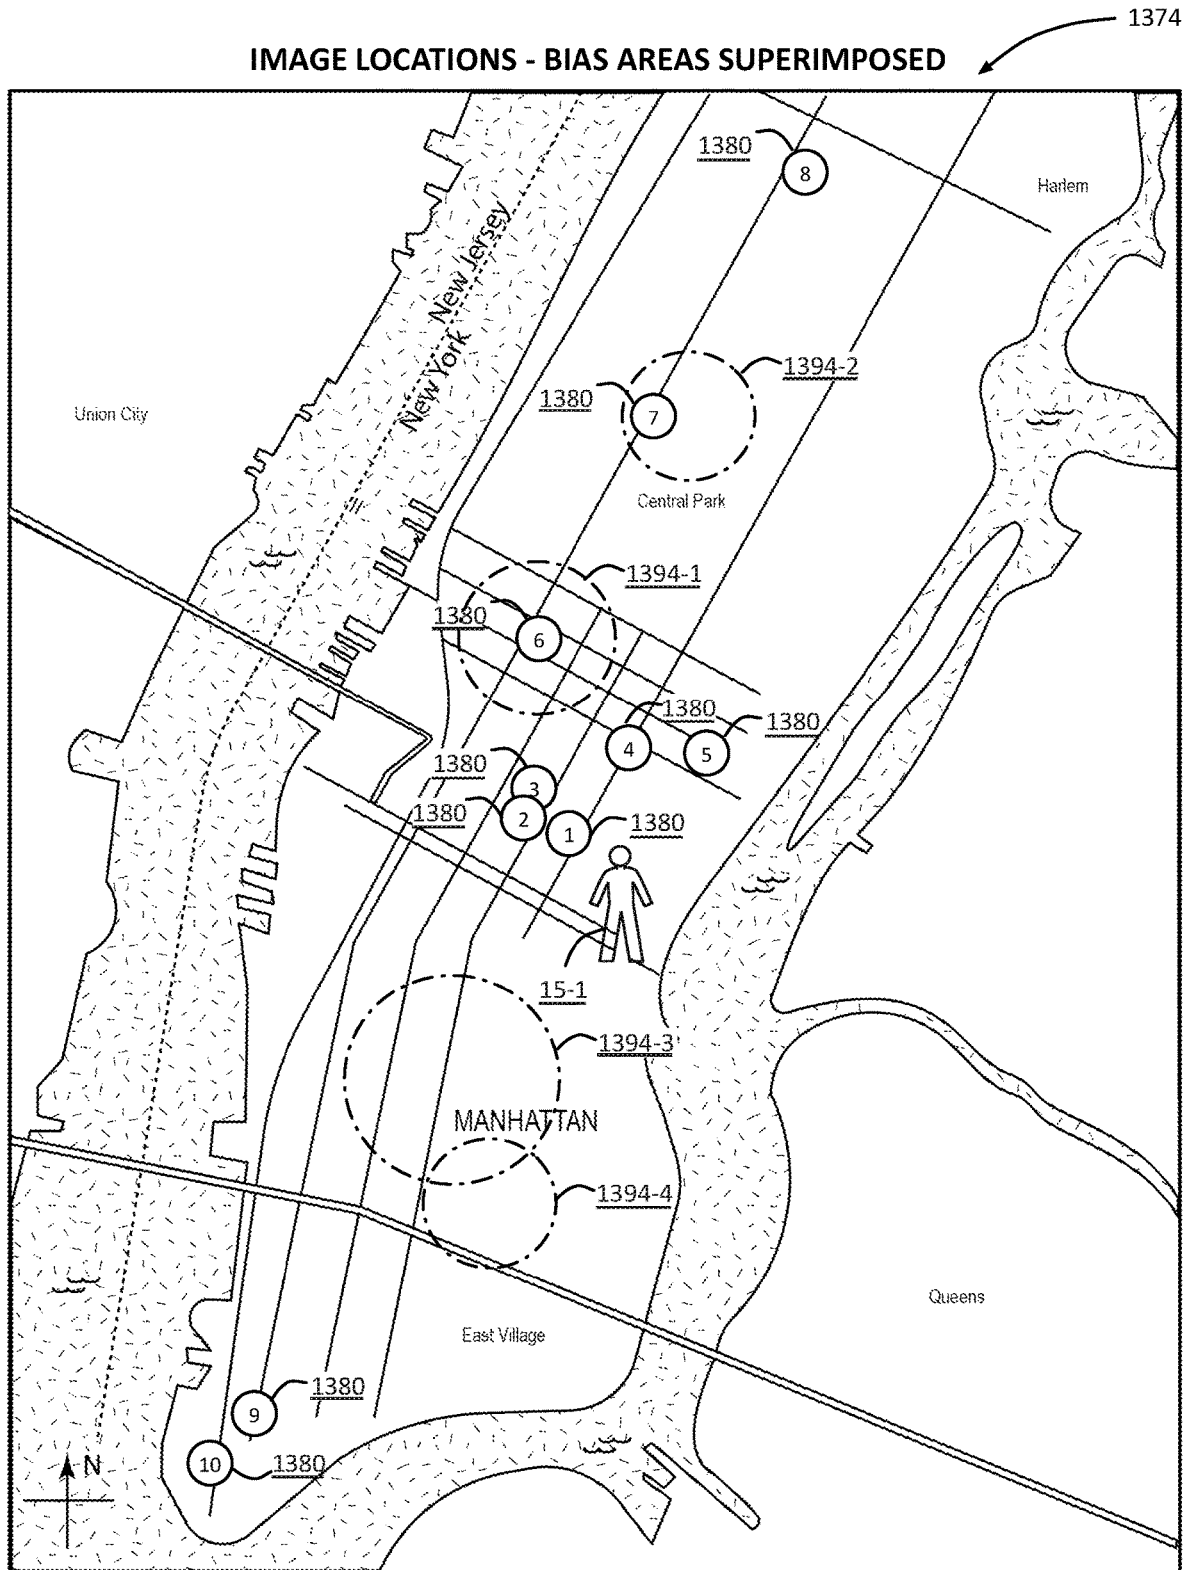 1374
IMAGE LOCATIONS - BIAS AREAS SUPERIMPOSED
1380
8
Harlem
New Jersey
New York
1394-2
1380
7
Union City
Central Park
1394-1
1380
6
1380
1380
4
5
1380
3
1380
2
1
1380
15-1
1394-3
MANHATTAN
1394-4
Queens
East Village
1380
9
10
1380
N